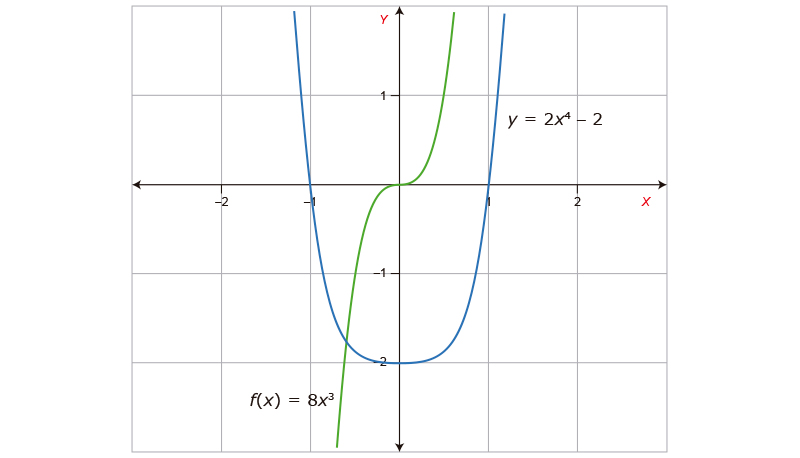 Y
1
y = 2x⁴ – 2
–2
–1
1
2
X
–1
–2
f(x) = 8x³